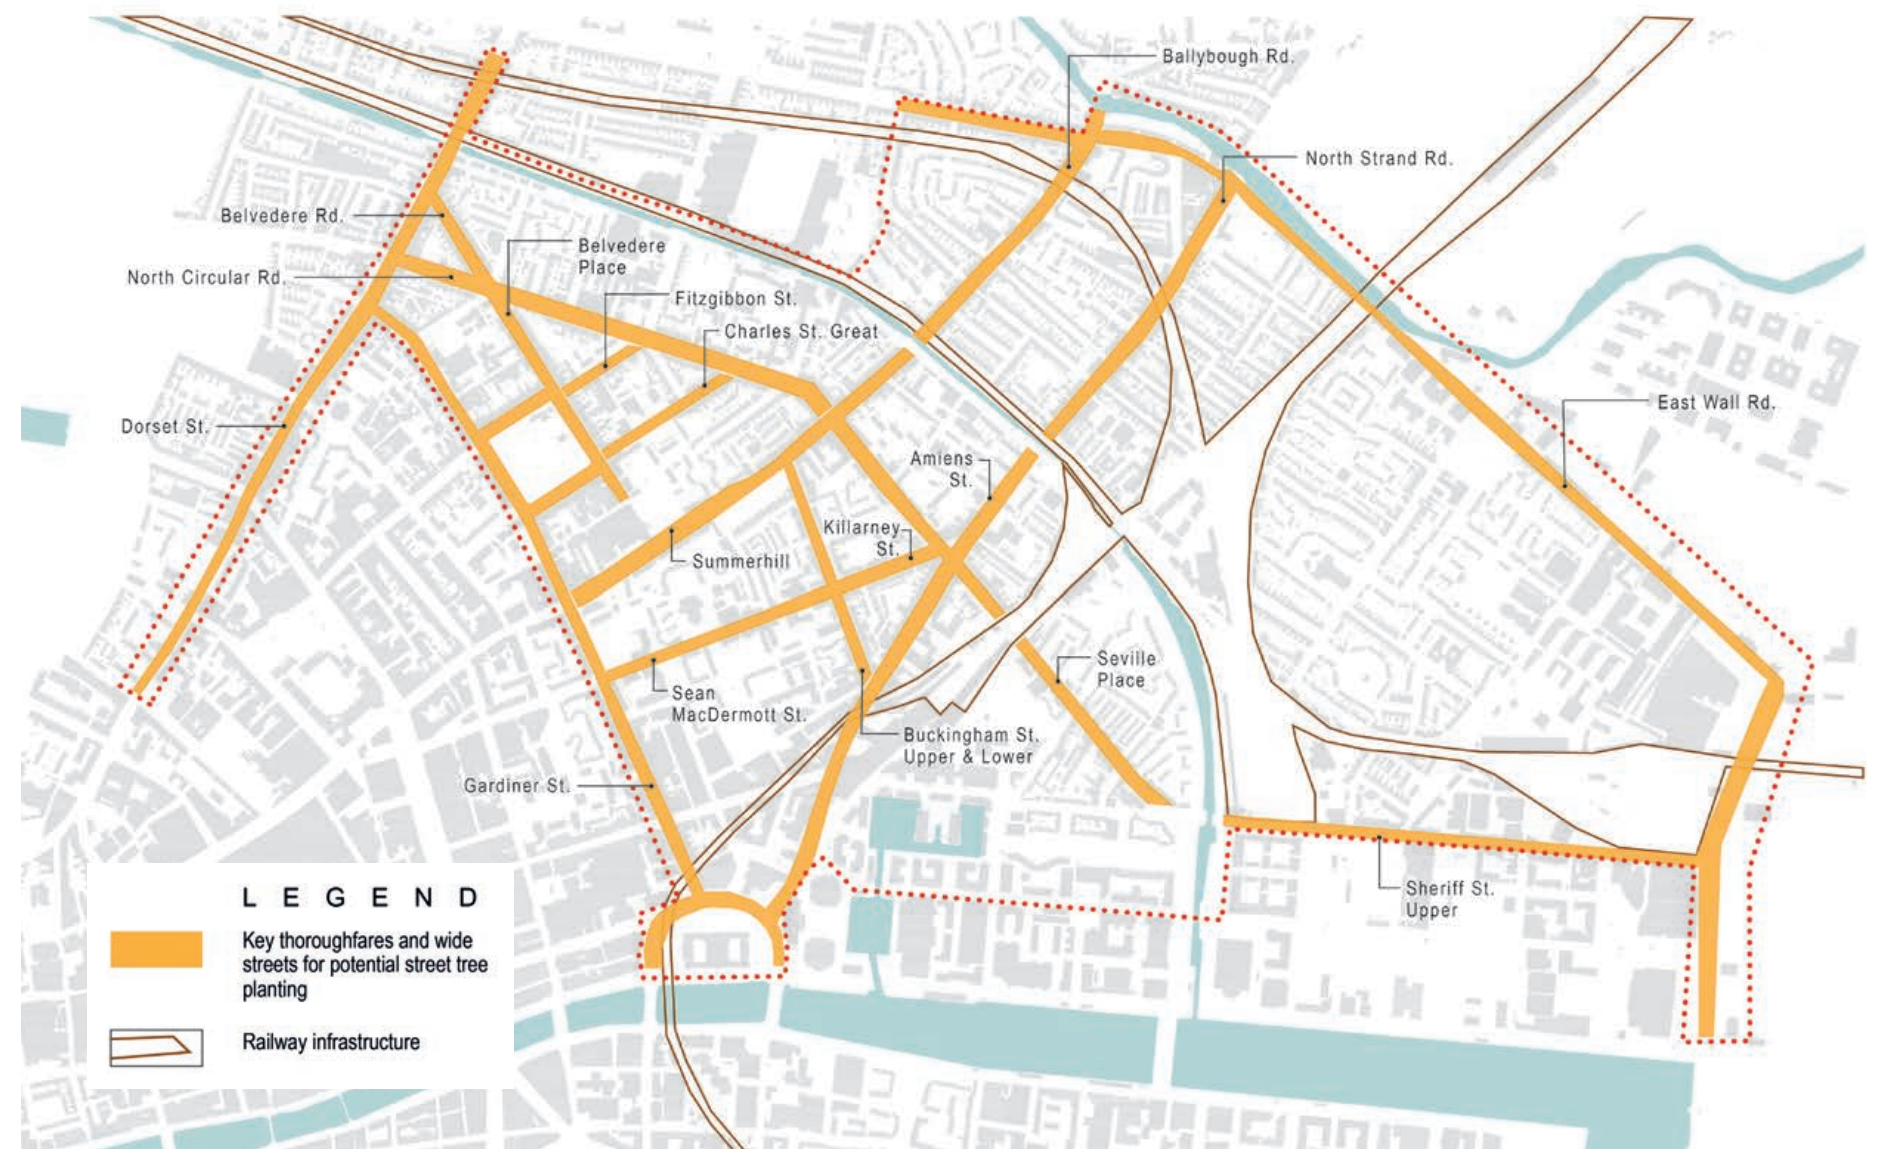 Ballybough Rd.
North Strand Rd.
Belvedere Rd.
Belvedere
Place
North Circular Rd.
Fitzgibbon St.
Charles St. Great
East Wall Rd.
Dorset St.
Amiens
St.
Killarney
St.
Summerhill
Seville
Place
Sean
MacDermott St.
Buckingham St.
Upper & Lower
Gardiner St.
Sheriff St.
Upper
LEGEND
Key thoroughfares and wide
streets for potential street tree
planting
Railway infrastructure